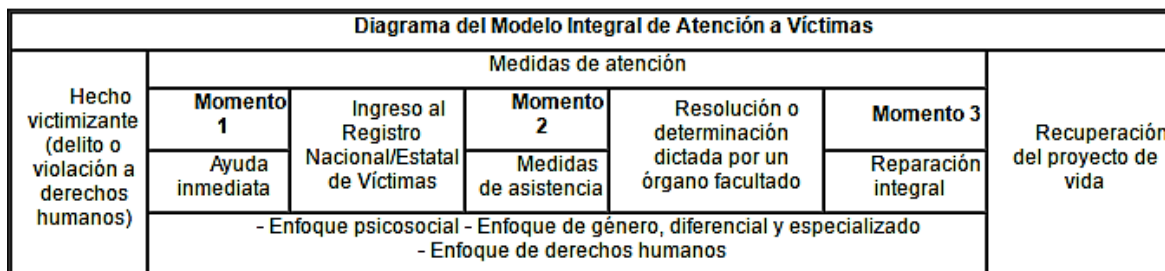 Diagrama del Modelo Integral de Atención a Víctimas
Hecho
victimizante
(delito o
violación a
derechos
humanos)
Medidas de atención
Momento
1
Ayuda
inmediata
Ingreso al
Registro
Nacional/Estatal
de Víctimas
Momento
2
Medidas
de asistencia
Resolución o
determinación
dictada por un
órgano facultado
Momento 3
Reparación
integral
- Enfoque psicosocial - Enfoque de género, diferencial y especializado
- Enfoque de derechos humanos
Recuperación
del proyecto de
vida